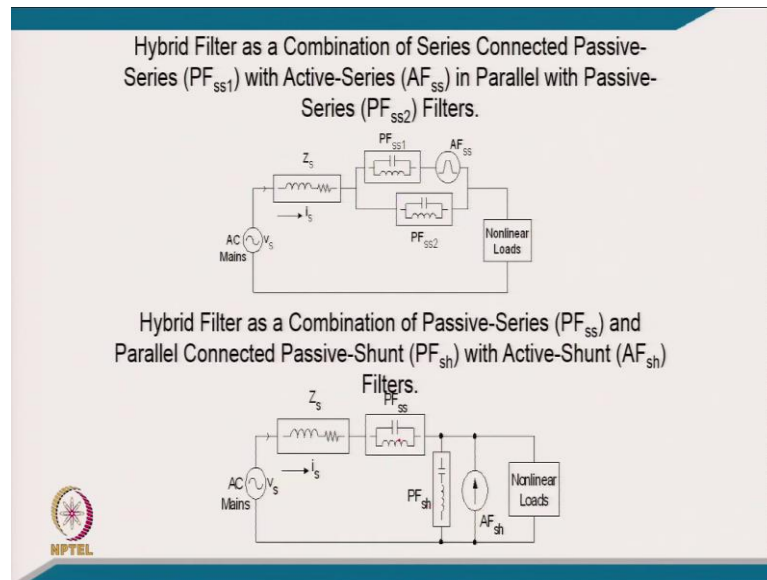 Hybrid Filter as a Combination of Series Connected Passive-
Series (PFss1) with Active-Series (AFss) in Parallel with Passive-
Series (PFss2) Filters.
PFss1
AFss
Zs
is
PFss2
AC
Mains
vs
Nonlinear
Loads
Hybrid Filter as a Combination of Passive-Series (PFss) and
Parallel Connected Passive-Shunt (PFsh) with Active-Shunt (AFsh)
Filters.
Zs
PFss
is
AC
Mains
vs
PFsh
AFsh
Nonlinear
Loads
NPTEL